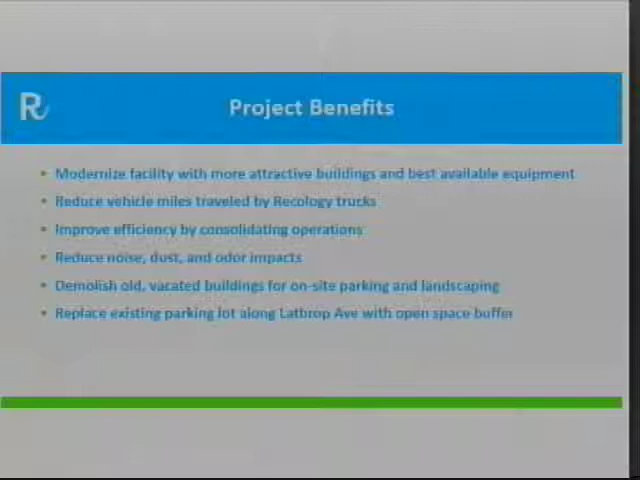 R
Project Benefits
• Modernize facility with more attractive buildings and best available equipment
• Reduce vehicle miles traveled by Recology trucks
• Improve efficiency by consolidating operations
• Reduce noise, dust, and odor impacts
• Demolish old, vacated buildings for on-site parking and landscaping
• Replace existing parking lot along Lathrop Ave with open space buffer